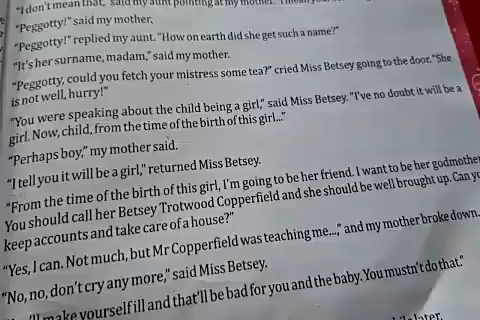 "I don't mean that," said my aunt pointing at my mother. "I mean your
"Peggotty!" said my mother.
"Peggotty!" replied my aunt. "How on earth did she get such a name?"
"It's her surname, madam," said my mother.
"Peggotty, could you fetch your mistress some tea?" cried Miss Betsey going to the door. "She
is not well, hurry!"
"You were speaking about the child being a girl," said Miss Betsey. "I've no doubt it will be a
girl. Now, child, from the time of the birth of this girl..."
"Perhaps boy," my mother said.
"I tell you it will be a girl," returned Miss Betsey.
"From the time of the birth of this girl, I'm going to be her friend. I want to be her godmother
You should call her Betsey Trotwood Copperfield and she should be well brought up. Can yo
keep accounts and take care of a house?"
"Yes, I can. Not much, but Mr Copperfield was teaching me...," and my mother broke down.
"No, no, don't cry any more," said Miss Betsey.
make yourself ill and that'll be bad for you and the baby. You mustn't do that."
later,